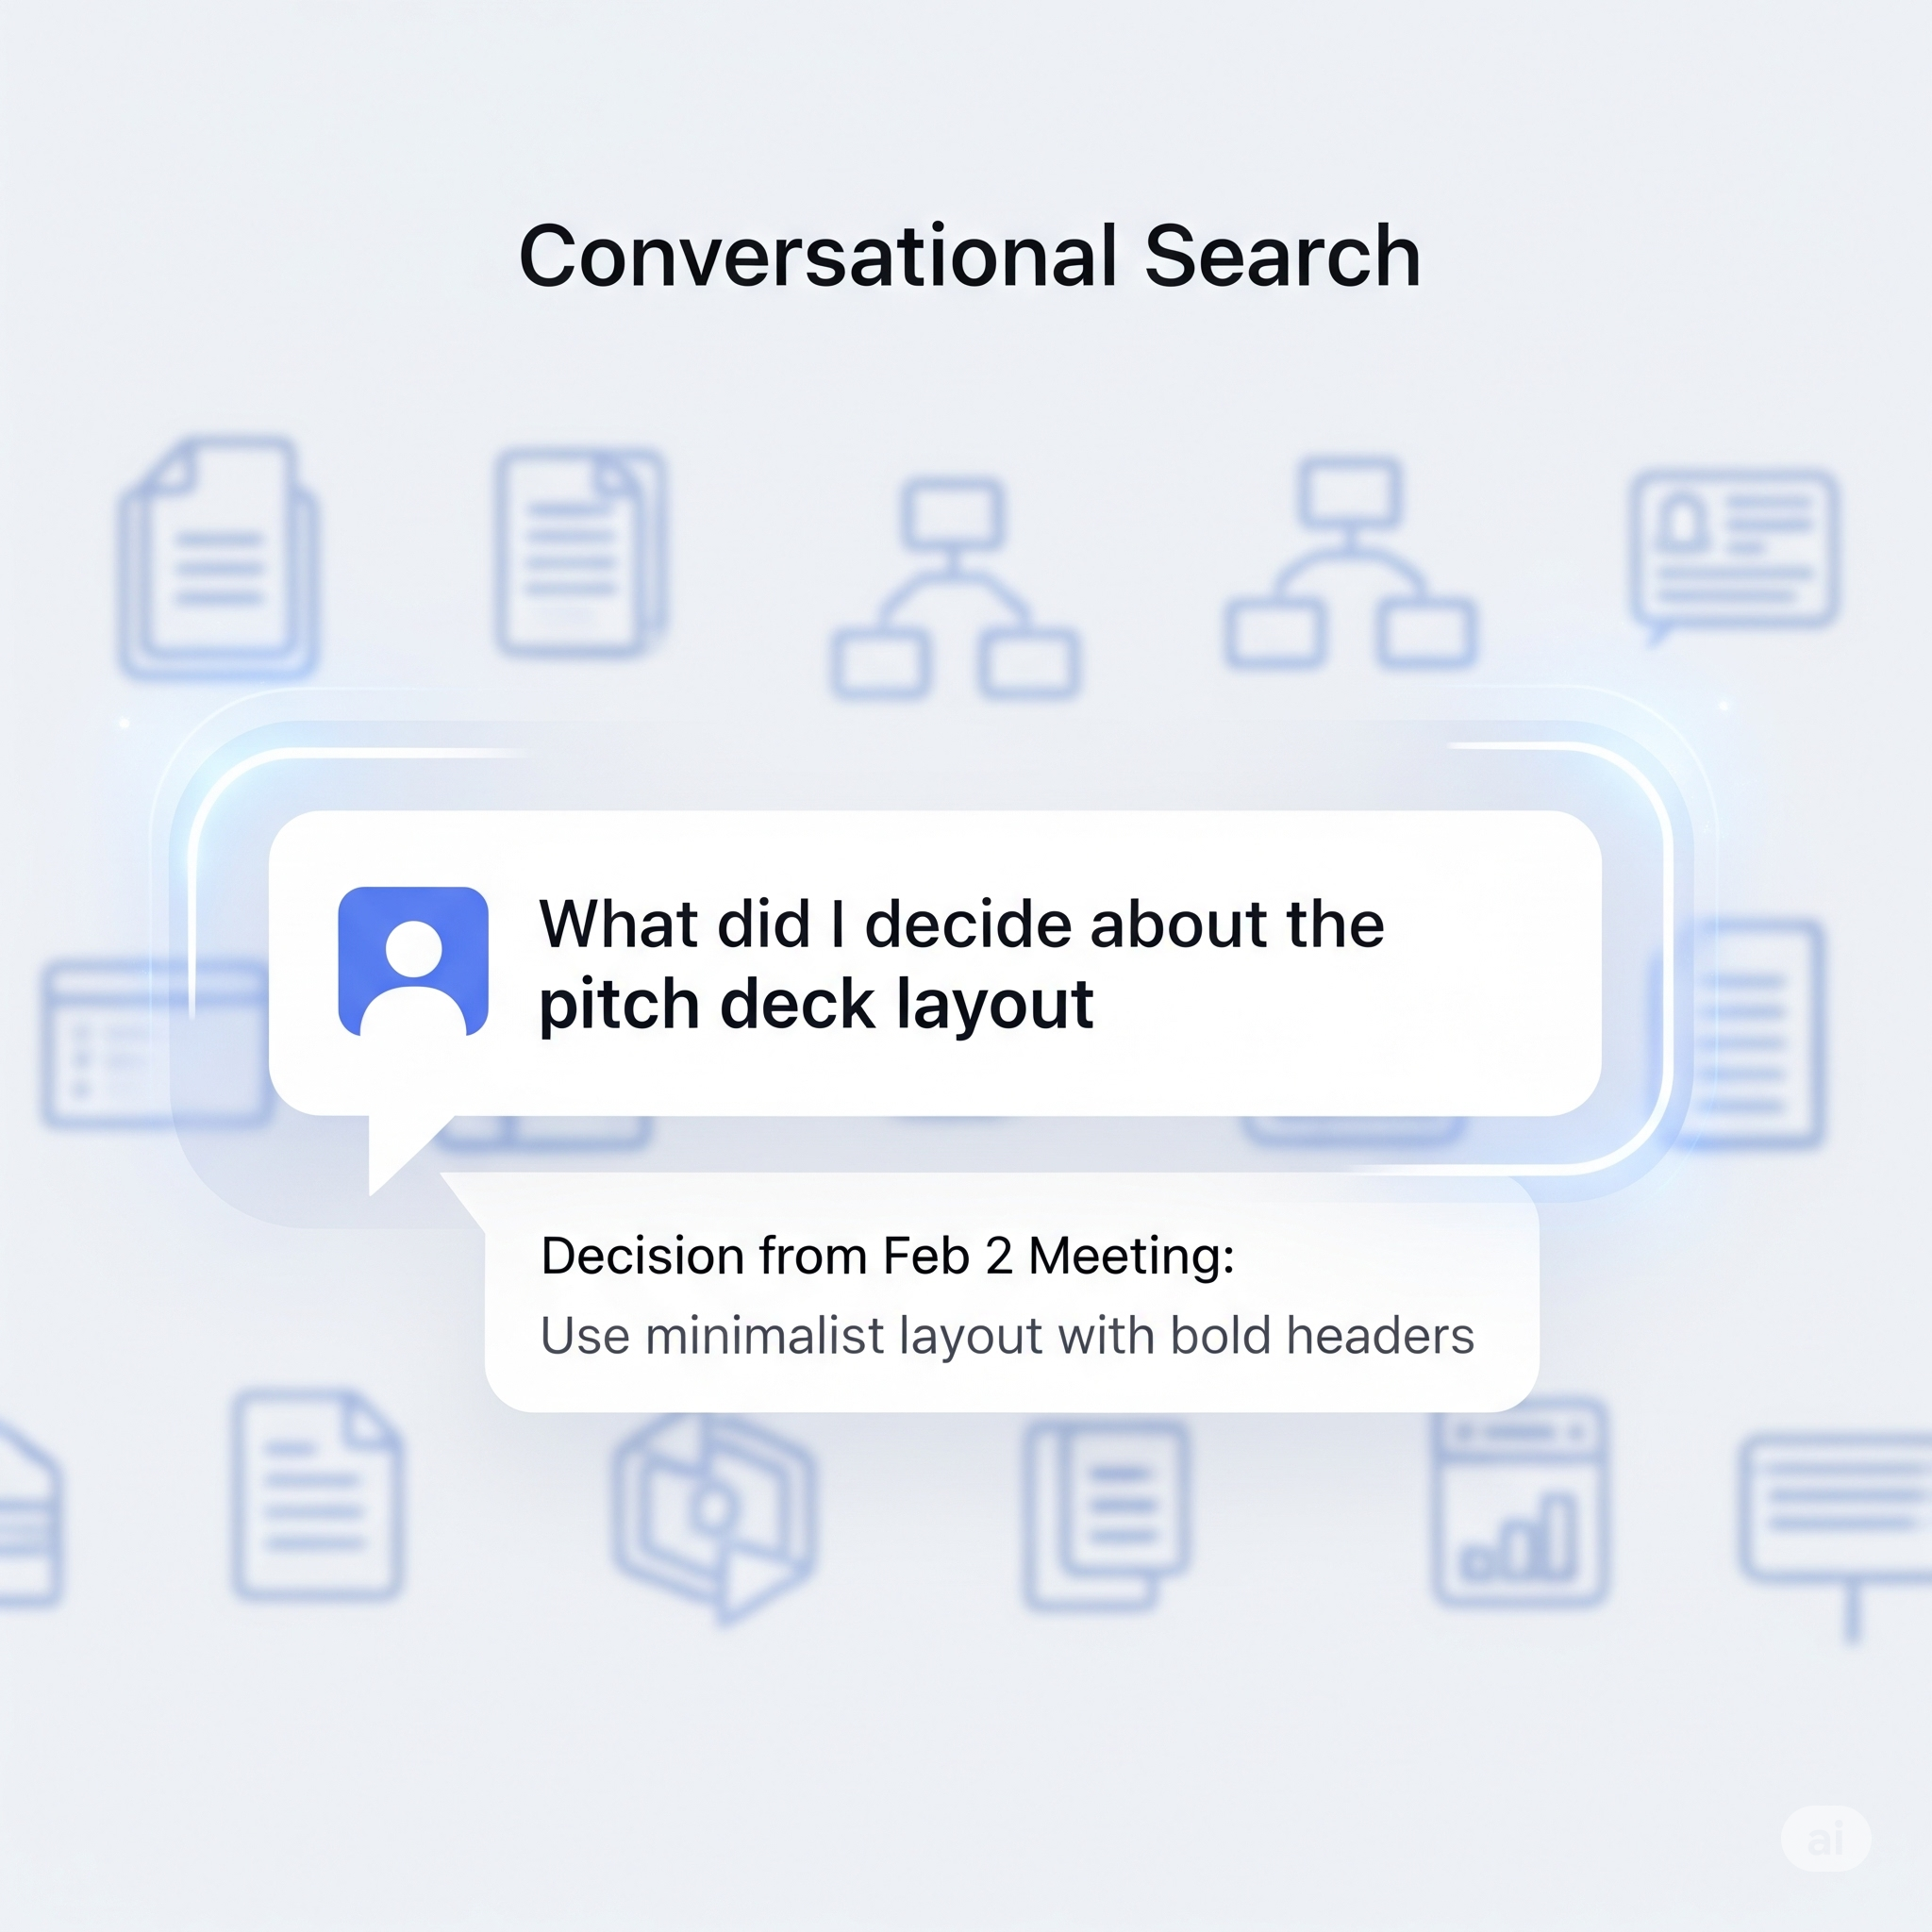 Conversational Search
What did I decide about the
pitch deck layout
Decision from Feb 2 Meeting:
Use minimalist layout with bold headers
ai